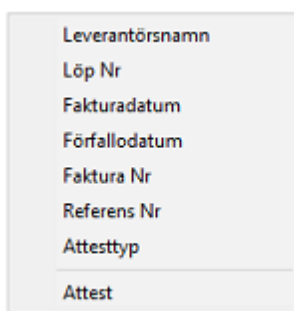 Leverantörsnamn
Löp Nr
Fakturadatum
Förfallodatum
Faktura Nr
Referens Nr
Attesttyp
Attest